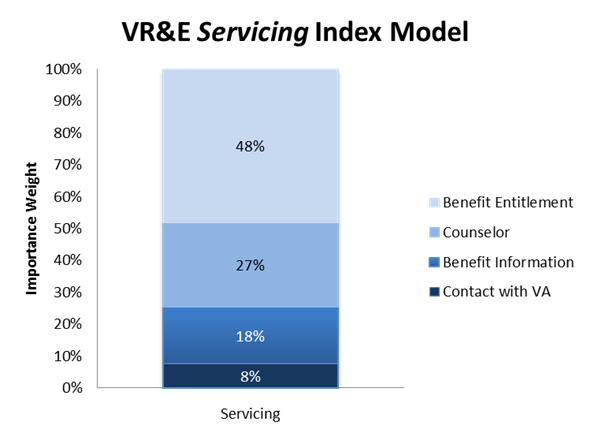 VR&E Servicing Index Model
100%
90%
80%
70%
60%
50%
40%
30%
20%
10%
0%
Importance Weight
48%
27%
18%
8%
Servicing
Benefit Entitlement
Counselor
Benefit Information
Contact with VA